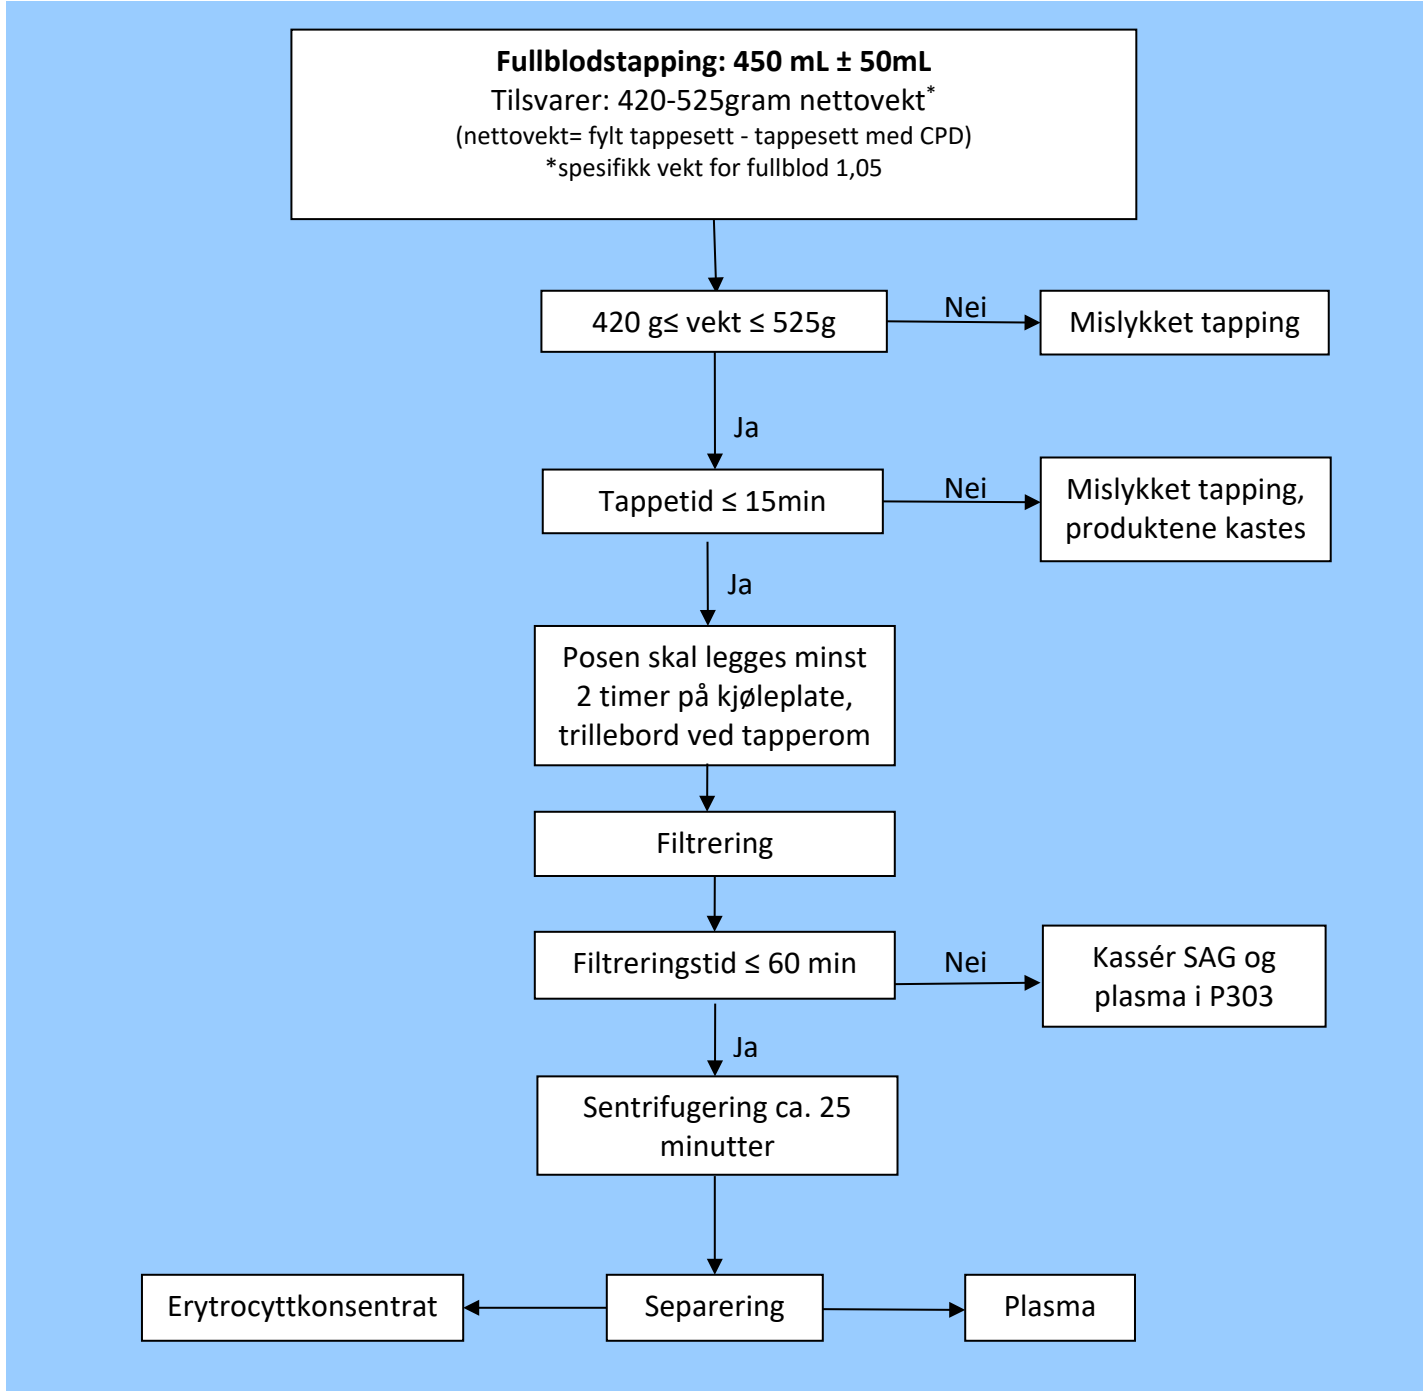 Fullblodstapping: 450 mL ± 50mL
Tilsvarer: 420-525gram nettovekt*
(nettovekt= fylt tappesett - tappesett med CPD)
*spesifikk vekt for fullblod 1,05
420 g≤ vekt ≤ 525g
Nei
Mislykket tapping
Ja
Tappetid ≤ 15min
Nei
Mislykket tapping,
produktene kastes
Ja
Posen skal legges minst
2 timer på kjøleplate,
trillebord ved tapperom
Filtrering
Filtreringstid ≤ 60 min
Nei
Kassér SAG og
plasma i P303
Ja
Sentrifugering ca. 25
minutter
Erytrocyttkonsentrat
Separering
Plasma